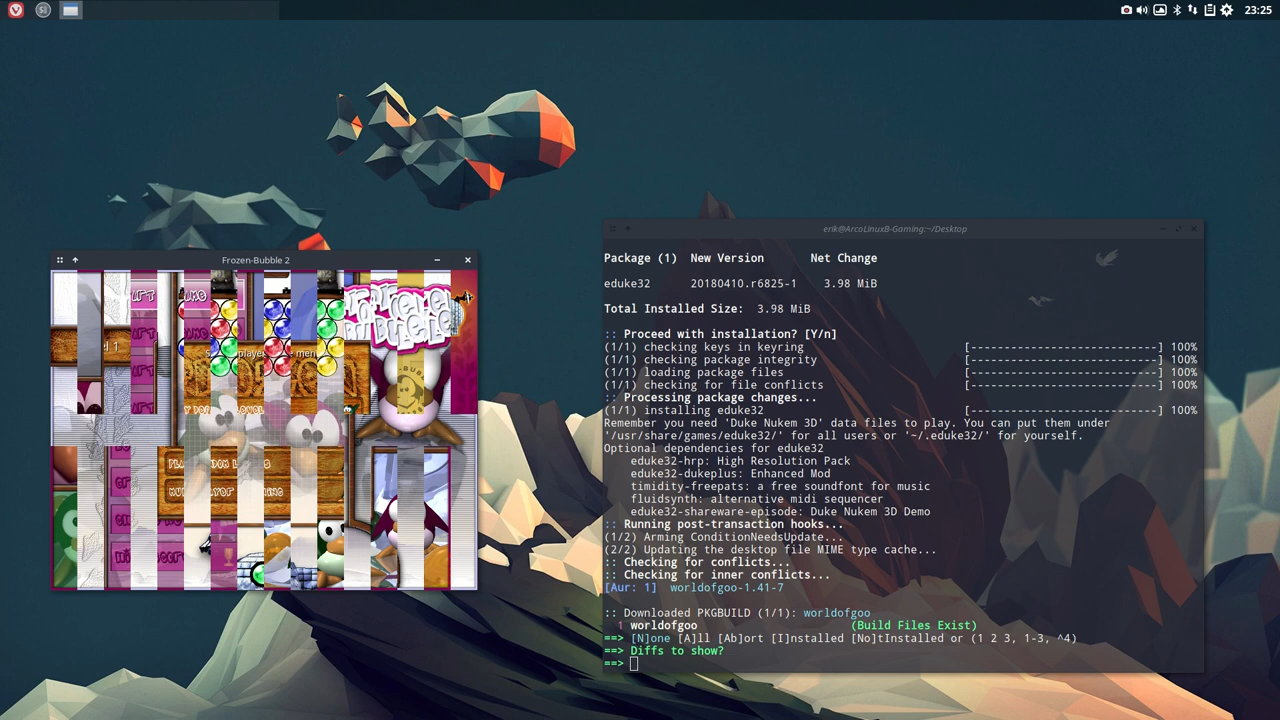 23:25
Frozen-Bubble 2
erik@ArcoLinuxB-Gaming:~/Desktop
Package (1)  New Version       Net Change
eduke32      20180410.r6825-1    3.98 MiB
Total Installed Size:  3.98 MiB
:: Proceed with installation? [Y/n]
(1/1) checking keys in keyring                     [------------------------------] 100%
(1/1) checking package integrity                   [------------------------------] 100%
(1/1) loading package files                        [------------------------------] 100%
(1/1) checking for file conflicts                  [------------------------------] 100%
:: Processing package changes...
(1/1) installing eduke32                           [------------------------------] 100%
Remember you need 'Duke Nukem 3D' data files to play. You can put them under
'/usr/share/games/eduke32/' for all users or '~/.eduke32/' for yourself.
Optional dependencies for eduke32
    eduke32-hrp: High Resolution Pack
    eduke32-dukeplus: Enhanced Mod
    timidity-freepats: a free soundfont for music
    fluidsynth: alternative midi sequencer
    eduke32-shareware-episode: Duke Nukem 3D Demo
:: Running post-transaction hooks...
(1/2) Arming ConditionNeedsUpdate...
(2/2) Updating the desktop file MIME type cache...
:: Checking for conflicts...
:: Checking for inner conflicts...
[Aur: 1]  worldofgoo-1.41-7
:: Downloaded PKGBUILD (1/1): worldofgoo
  1 worldofgoo                       (Build Files Exist)
==> [N]one [A]ll [Ab]ort [I]nstalled [No]tInstalled or (1 2 3, 1-3, ^4)
==> Diffs to show?
==>